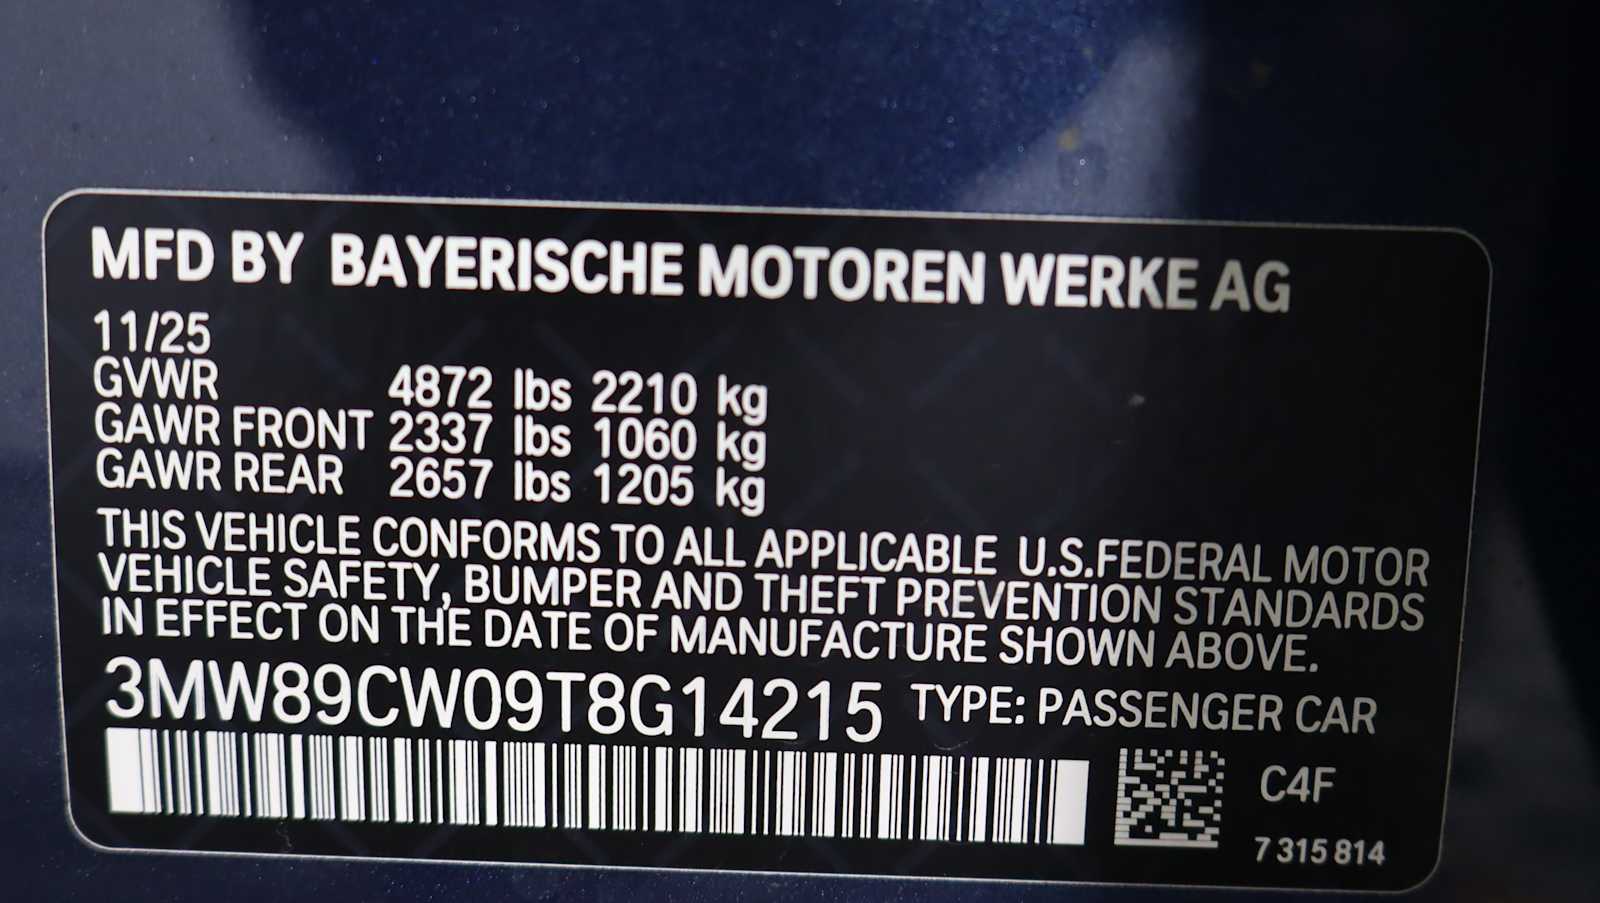 MFD BY BAYERISCHE MOTOREN WERKE AG
11/25
GVWR 4872 lbs 2210 kg
GAWR FRONT 2337 lbs 1060 kg
GAWR REAR 2657 lbs 1205 kg
THIS VEHICLE CONFORMS TO ALL APPLICABLE U.S.FEDERAL MOTOR
VEHICLE SAFETY, BUMPER AND THEFT PREVENTION STANDARDS
IN EFFECT ON THE DATE OF MANUFACTURE SHOWN ABOVE.
3MW89CW09T8G14215 TYPE: PASSENGER CAR
C4F
7 315 814